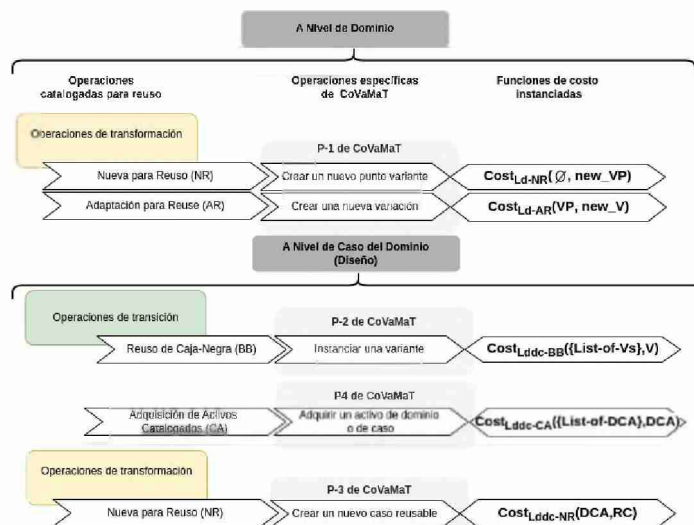 A Nivel de Dominio
Operaciones
catalogadas para reuso
Operaciones específicas
de CoVaMaT
Funciones de costo
instanciadas
Operaciones de transformación
P-1 de CoVaMaT
Nueva para Reuso (NR)
Crear un nuevo punto variante
Cost_Ld-NR(∅, new_VP)
Adaptación para Reuse (AR)
Crear una nueva variación
Cost_Ld-AR(VP, new_V)
A Nivel de Caso del Dominio
(Diseño)
Operaciones de transición
P-2 de CoVaMaT
Reuso de Caja-Negra (BB)
Instanciar una variante
Cost_Lddc-BB({List-of-Vs},V)
P4 de CoVaMaT
Adquisición de Activos
Catalogados (CA)
Adquirir un activo de dominio
o de caso
Cost_Lddc-CA({List-of-DCA},DCA)
Operaciones de transformación
P-3 de CoVaMaT
Nueva para Reuso (NR)
Crear un nuevo caso reusable
Cost_Lddc-NR(DCA,RC)